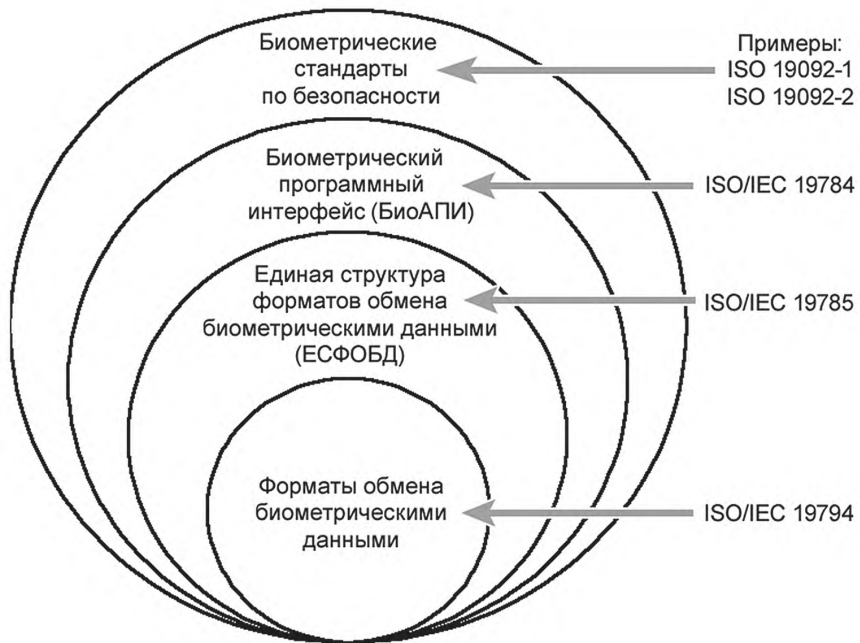 Биометрические
стандарты
по безопасности
Примеры:
ISO 19092-1
ISO 19092-2
Биометрический
программный
интерфейс (БиоАПИ)
ISO/IEC 19784
Единая структура
форматов обмена
биометрическими данными
(ЕСФОБД)
ISO/IEC 19785
Форматы обмена
биометрическими
данными
ISO/IEC 19794